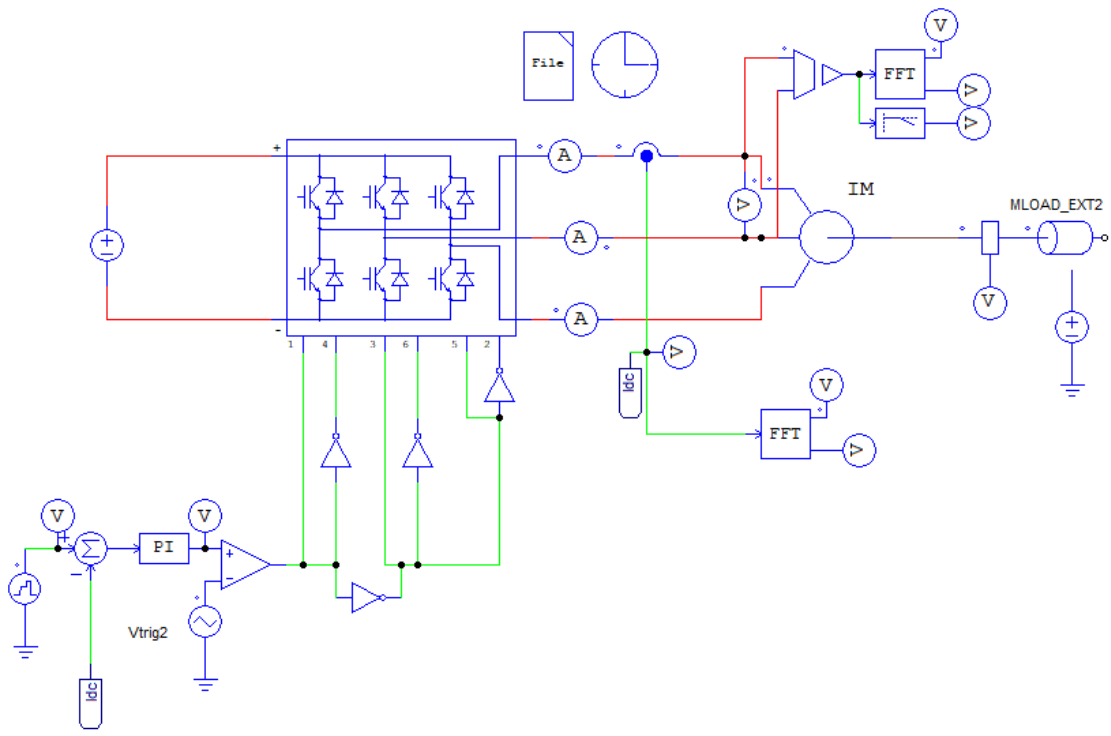 V
File
FFT
V
V
+
A
IM
V
MLOAD_EXT2
A
V
-
A
1 4 3 6 5 2
V
Idc
V
FFT
V
V
V
+
Σ
PI
+
−
−
Vtrig2
Idc